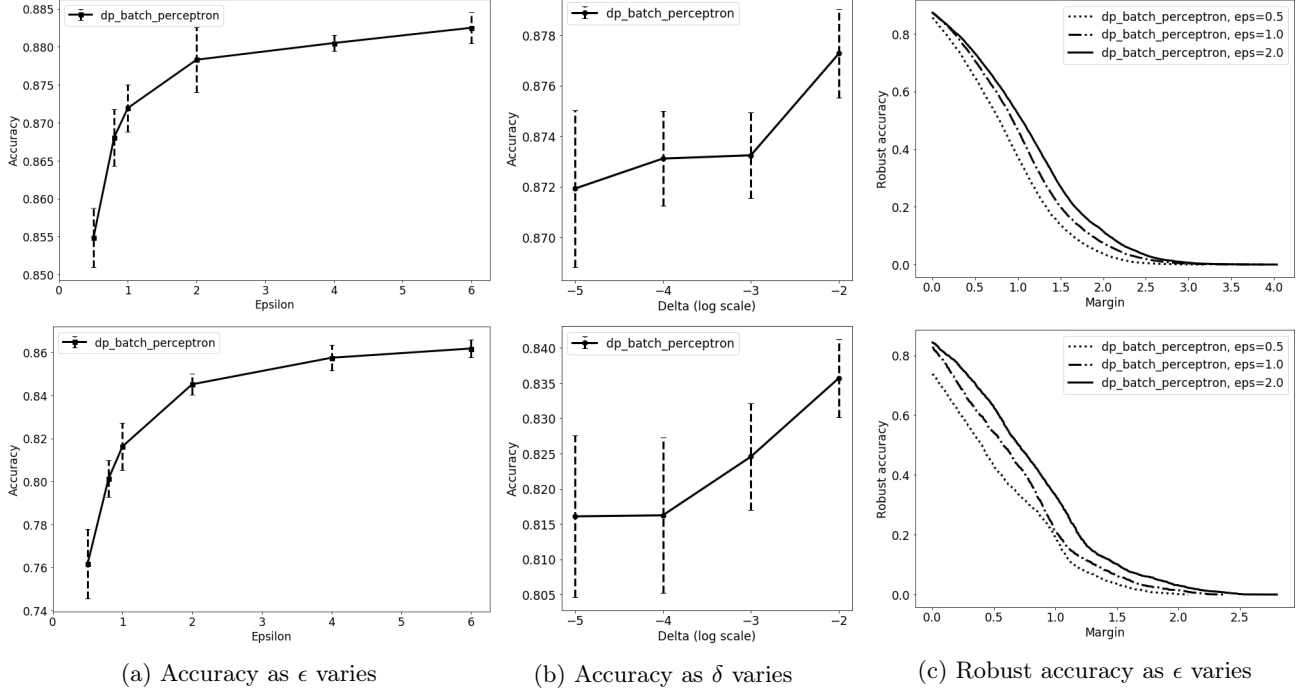 0.885
0.880
0.875
0.870
0.865
0.860
0.855
0.850
Accuracy
dp_batch_perceptron
0 1 2 3 4 5 6
Epsilon
0.878
0.876
0.874
0.872
0.870
Accuracy
dp_batch_perceptron
−5 −4 −3 −2
Delta (log scale)
0.8
0.6
0.4
0.2
0.0
Robust accuracy
dp_batch_perceptron, eps=0.5
dp_batch_perceptron, eps=1.0
dp_batch_perceptron, eps=2.0
0.0 0.5 1.0 1.5 2.0 2.5 3.0 3.5 4.0
Margin
0.86
0.84
0.82
0.80
0.78
0.76
0.74
Accuracy
dp_batch_perceptron
0 1 2 3 4 5 6
Epsilon
0.840
0.835
0.830
0.825
0.820
0.815
0.810
0.805
Accuracy
dp_batch_perceptron
−5 −4 −3 −2
Delta (log scale)
0.8
0.6
0.4
0.2
0.0
Robust accuracy
dp_batch_perceptron, eps=0.5
dp_batch_perceptron, eps=1.0
dp_batch_perceptron, eps=2.0
0.0 0.5 1.0 1.5 2.0 2.5
Margin
(a) Accuracy as ϵ varies
(b) Accuracy as δ varies
(c) Robust accuracy as ϵ varies